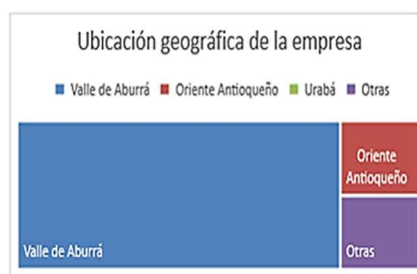 Ubicación geográfica de la empresa
Valle de Aburrá Oriente Antioqueño Urabá Otras
Oriente
Antioqueño
Valle de Aburrá Otras